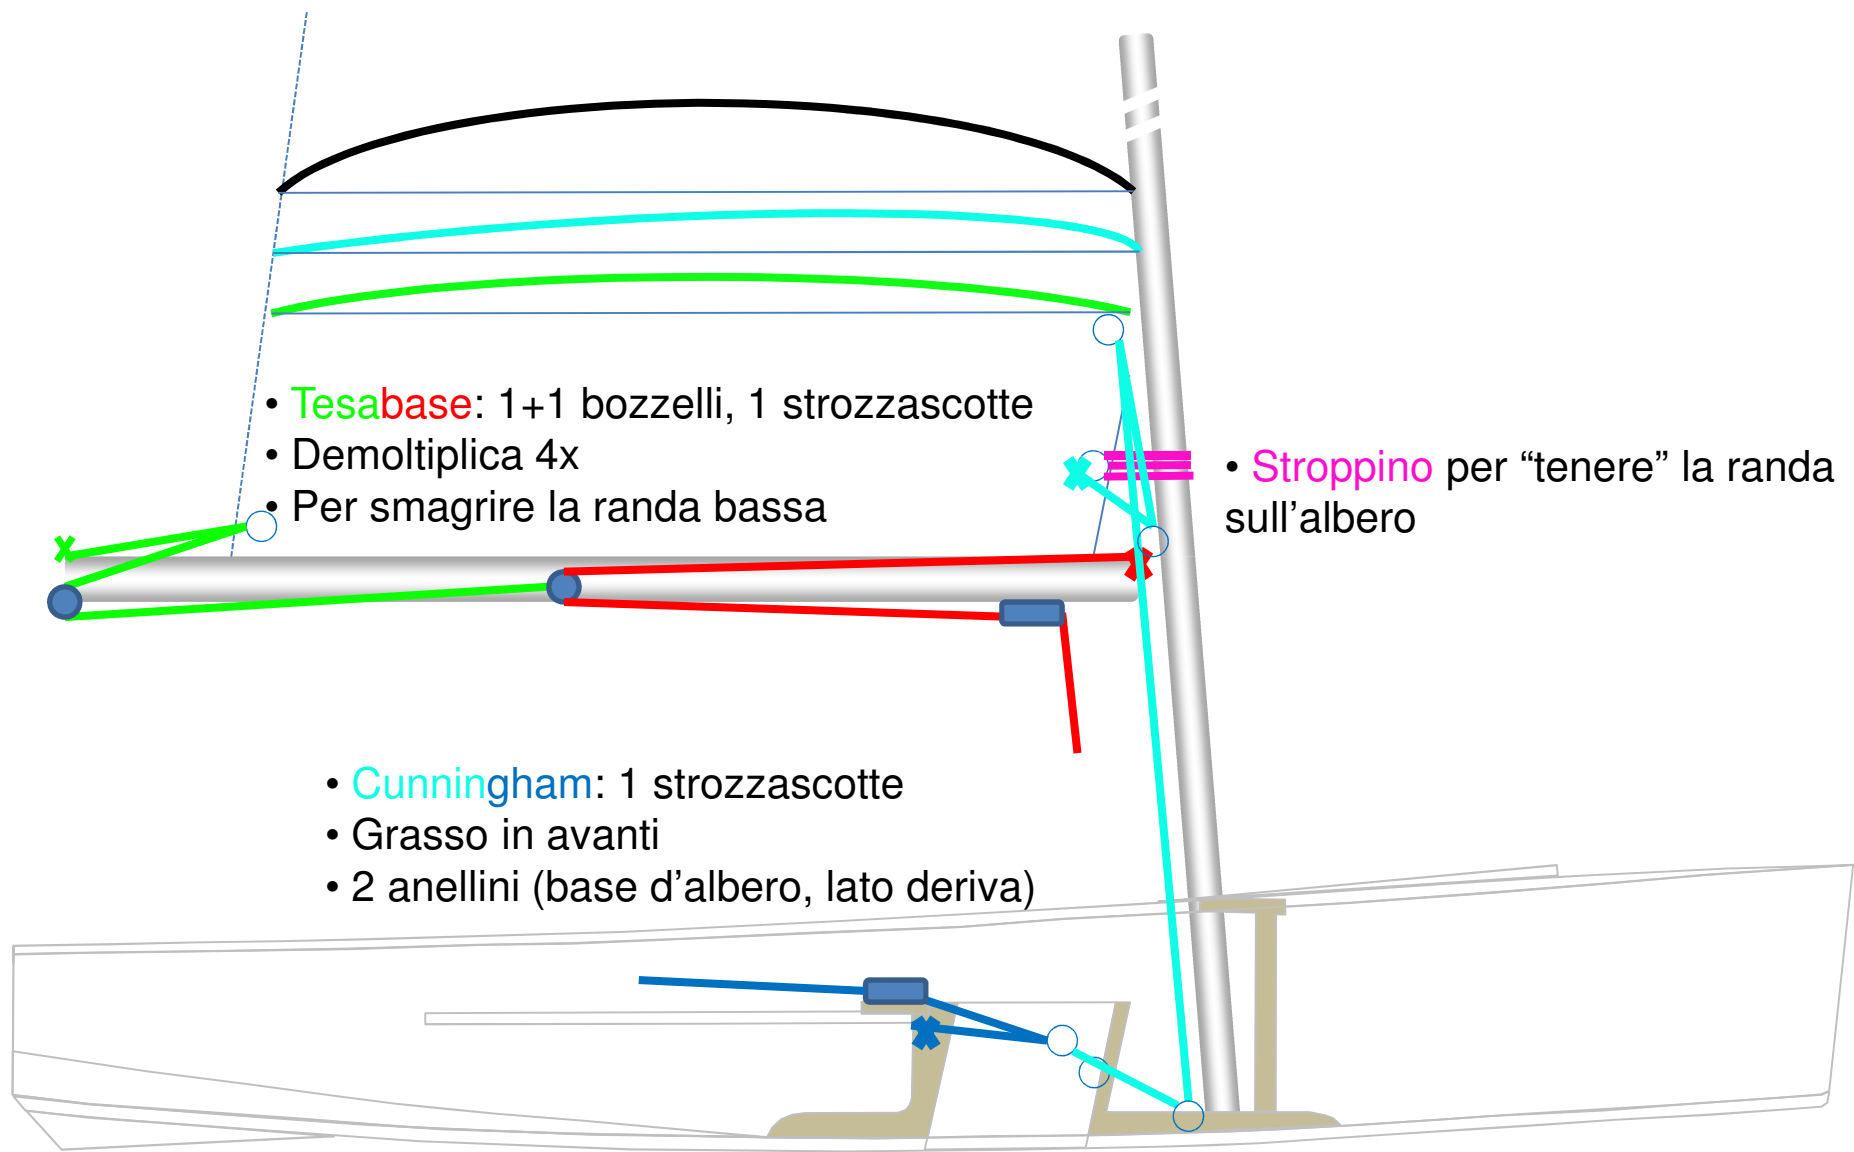 • Tesabase: 1+1 bozzelli, 1 strozzascotte
• Demoltiplica 4x
• Per smagrire la randa bassa
• Stroppino per “tenere” la randa
sull’albero
• Cunningham: 1 strozzascotte
• Grasso in avanti
• 2 anellini (base d’albero, lato deriva)